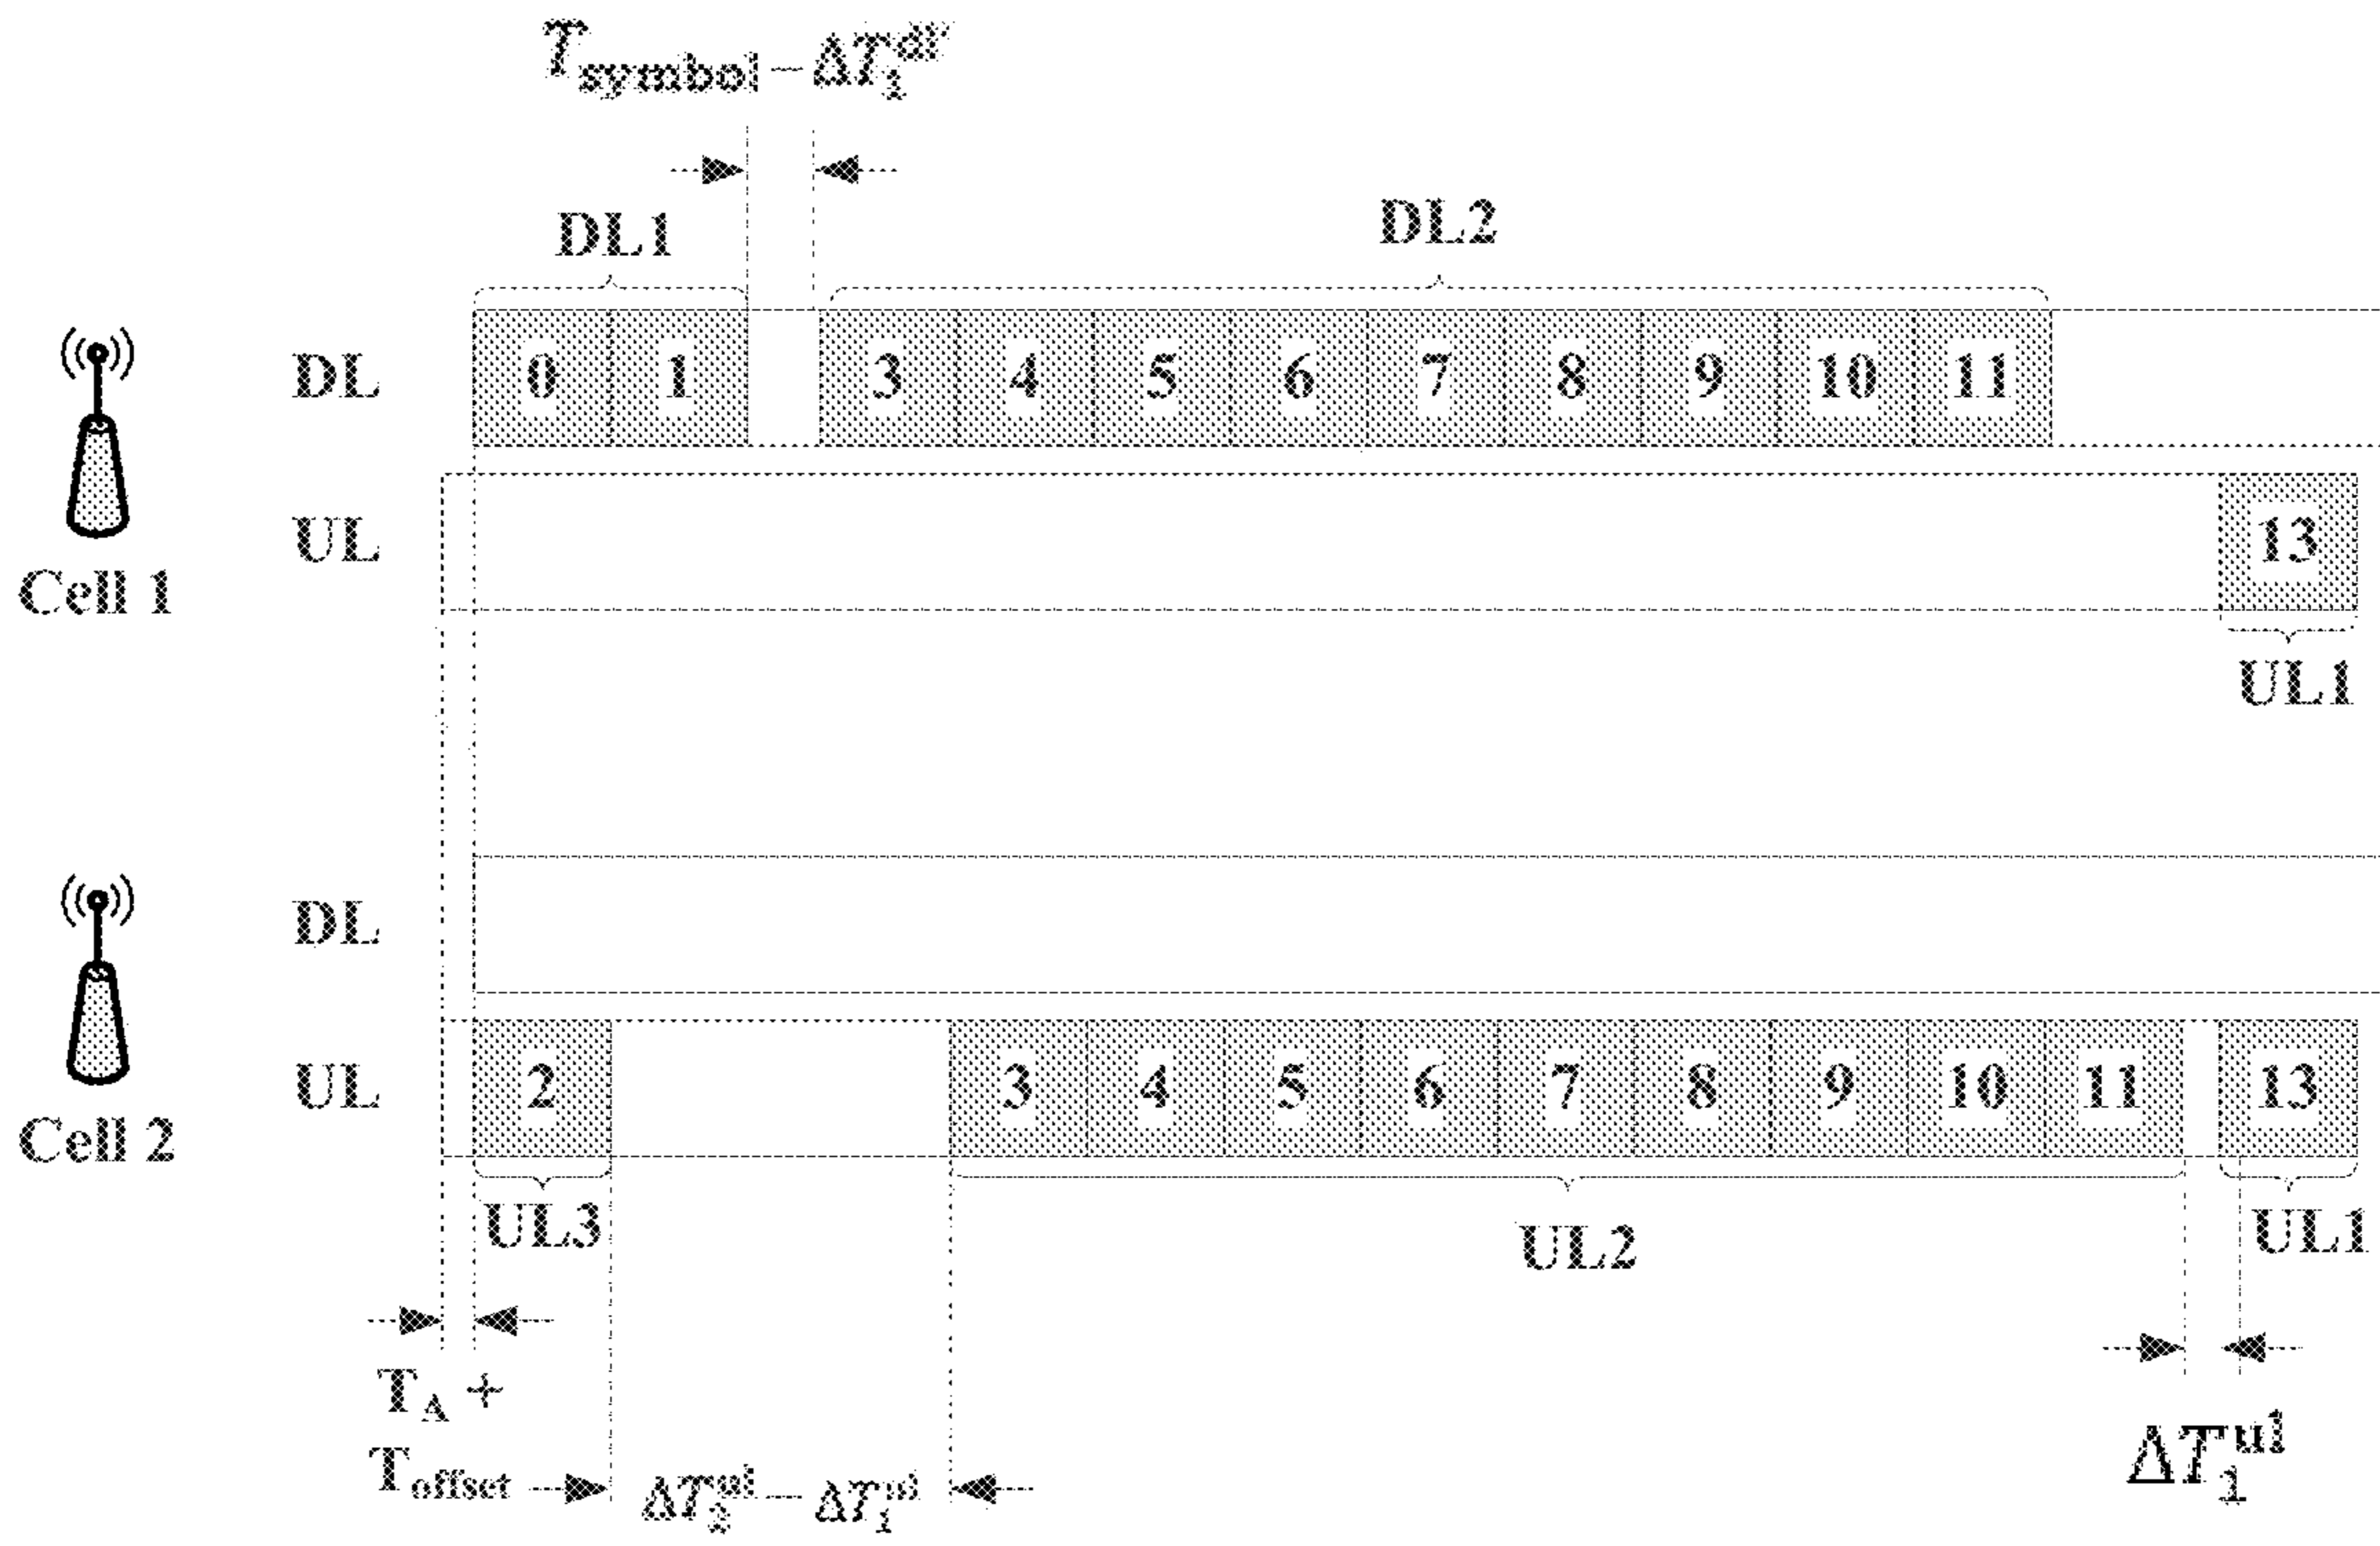 T_symbol − ΔT_1^dl
DL1
DL2
DL 0 1 3 4 5 6 7 8 9 10 11
UL 13
Cell 1
UL1
DL
UL 2 3 4 5 6 7 8 9 10 11 13
Cell 2
UL3
UL2
UL1
T_A +
T_offset
ΔT_2^ul − ΔT_1^ul
ΔT_1^ul